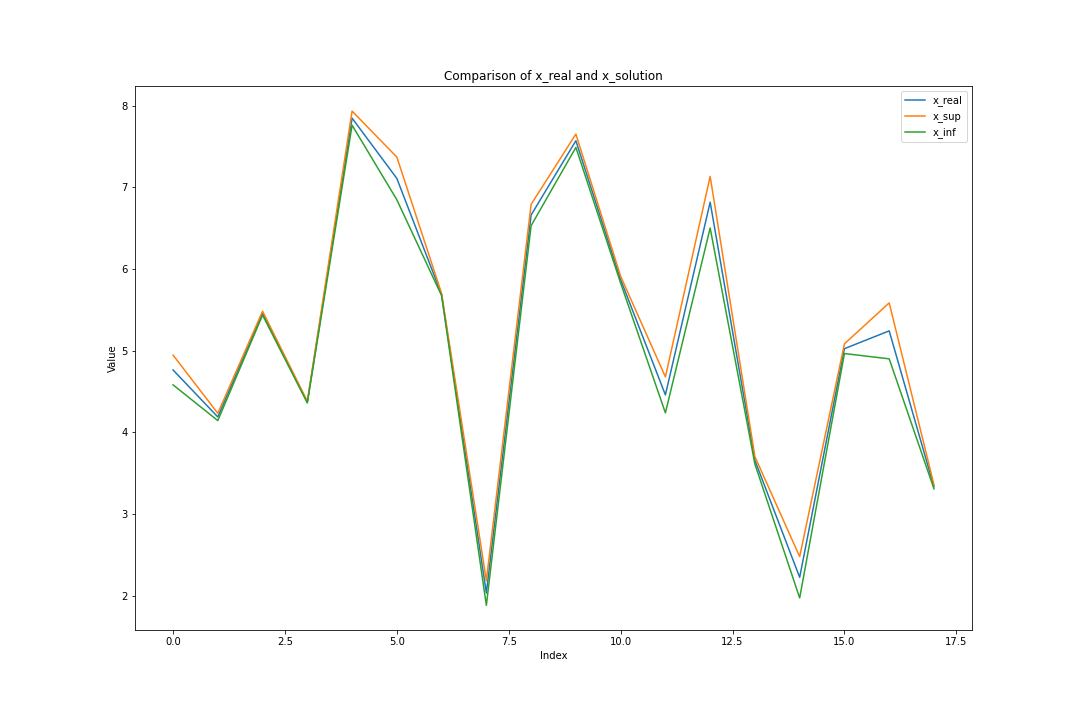 Comparison of x_real and x_solution
x_real
x_sup
x_inf
8
7
6
5
4
3
2
Value
0.0 2.5 5.0 7.5 10.0 12.5 15.0 17.5
Index